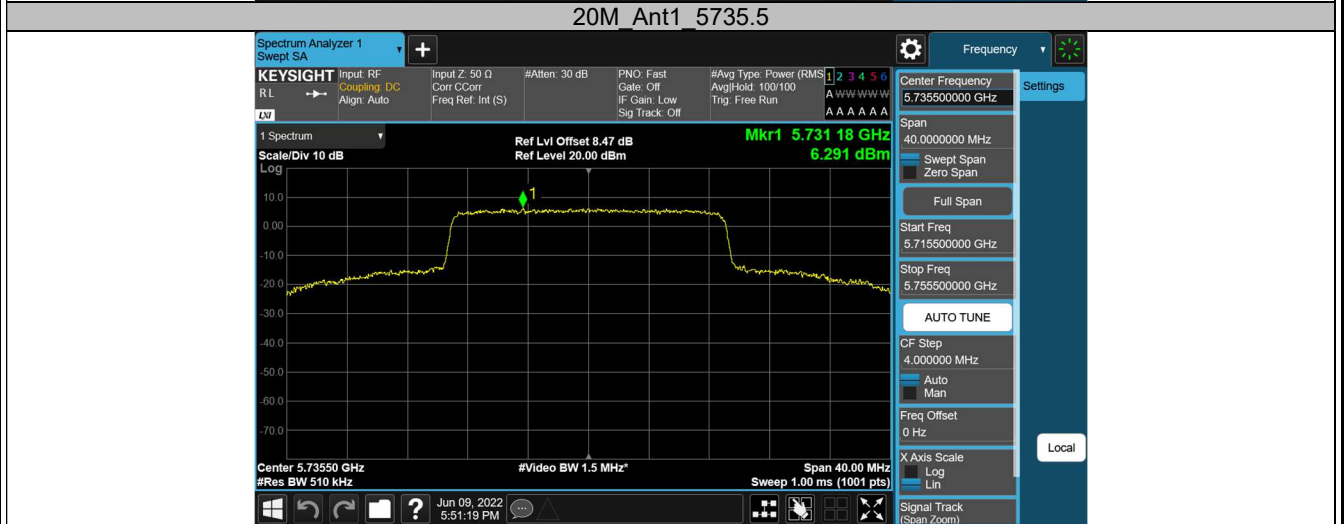 20M_Ant1_5735.5
Spectrum Analyzer 1
Swept SA
Frequency
KEYSIGHT
R L
LXI
Input: RF
Coupling: DC
Align: Auto
Input Z: 50 Ω
Corr CCorr
Freq Ref: Int (S)
#Atten: 30 dB
PNO: Fast
Gate: Off
IF Gain: Low
Sig Track: Off
#Avg Type: Power (RMS
Avg|Hold: 100/100
Trig: Free Run
1 2 3 4 5 6
A W W W W W
A A A A A A
1 Spectrum
Scale/Div 10 dB
Log
Ref Lvl Offset 8.47 dB
Ref Level 20.00 dBm
Mkr1 5.731 18 GHz
6.291 dBm
1
10.0
0.00
-10.0
-20.0
-30.0
-40.0
-50.0
-60.0
-70.0
Center 5.73550 GHz
#Res BW 510 kHz
#Video BW 1.5 MHz*
Span 40.00 MHz
Sweep 1.00 ms (1001 pts)
Center Frequency
5.735500000 GHz
Settings
Span
40.0000000 MHz
Swept Span
Zero Span
Full Span
Start Freq
5.715500000 GHz
Stop Freq
5.755500000 GHz
AUTO TUNE
CF Step
4.000000 MHz
Auto
Man
Freq Offset
0 Hz
X Axis Scale
Log
Lin
Local
Signal Track
(Span Zoom)
?
Jun 09, 2022
5:51:19 PM